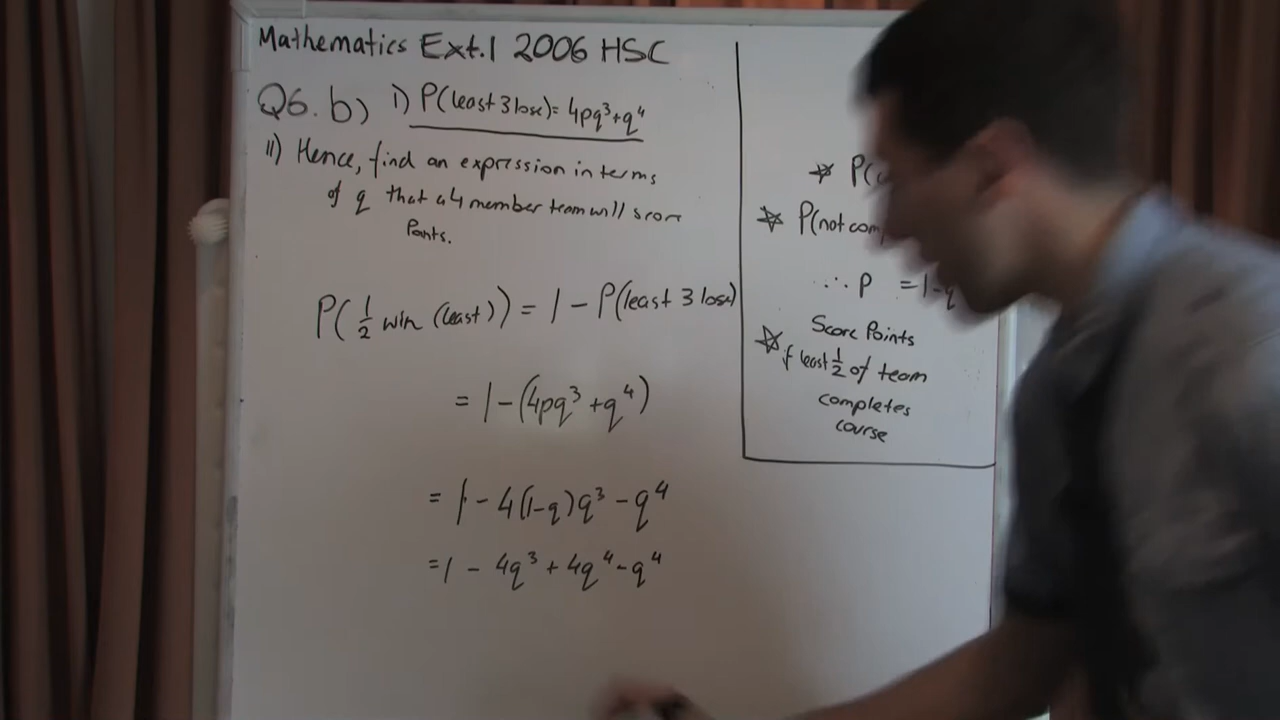 Mathematics Ext.1 2006 HSC
Q6. b) i) P(least 3 lose) = 4pq³+q⁴
ii) Hence, find an expression in terms
of q that a 4 member team will score
Points.
P(½ win (least)) = 1 - P(least 3 lose)
= 1 - (4pq³ + q⁴)
= 1 - 4(1-q)q³ - q⁴
= 1 - 4q³ + 4q⁴ - q⁴
P(
P(not com
∴ p = 1-q
Score Points
if least ½ of team
completes
course